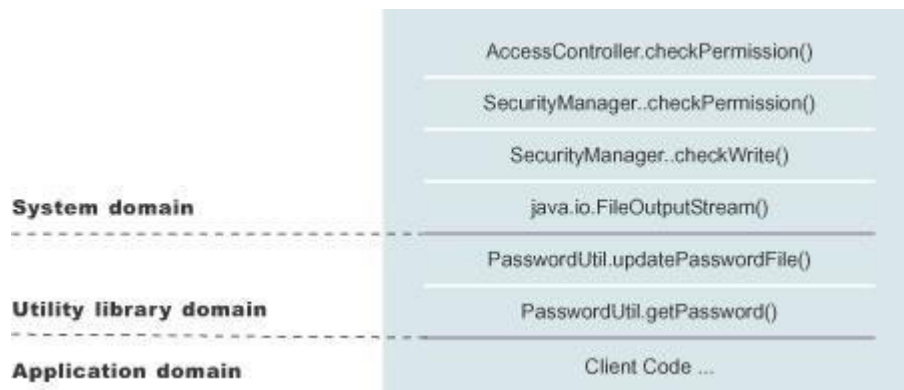 AccessController.checkPermission()
SecurityManager..checkPermission()
SecurityManager..checkWrite()
System domain
java.io.FileOutputStream()
PasswordUtil.updatePasswordFile()
Utility library domain
PasswordUtil.getPassword()
Application domain
Client Code ...